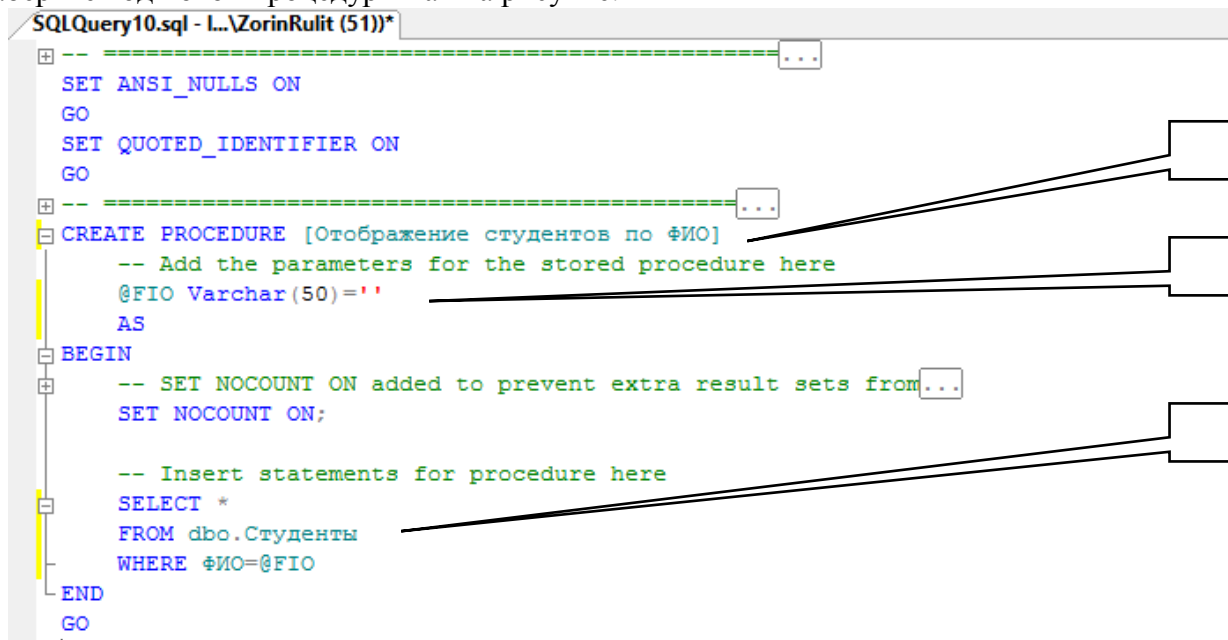 SQLQuery10.sql - l...\ZorinRulit (51))*
-- ================================================...
SET ANSI_NULLS ON
GO
SET QUOTED_IDENTIFIER ON
GO
-- =============================================...
CREATE PROCEDURE [Отображение студентов по ФИО]
-- Add the parameters for the stored procedure here
@FIO Varchar(50)=''
AS
BEGIN
-- SET NOCOUNT ON added to prevent extra result sets from...
SET NOCOUNT ON;
-- Insert statements for procedure here
SELECT *
FROM dbo.Студенты
WHERE ФИО=@FIO
END
GO